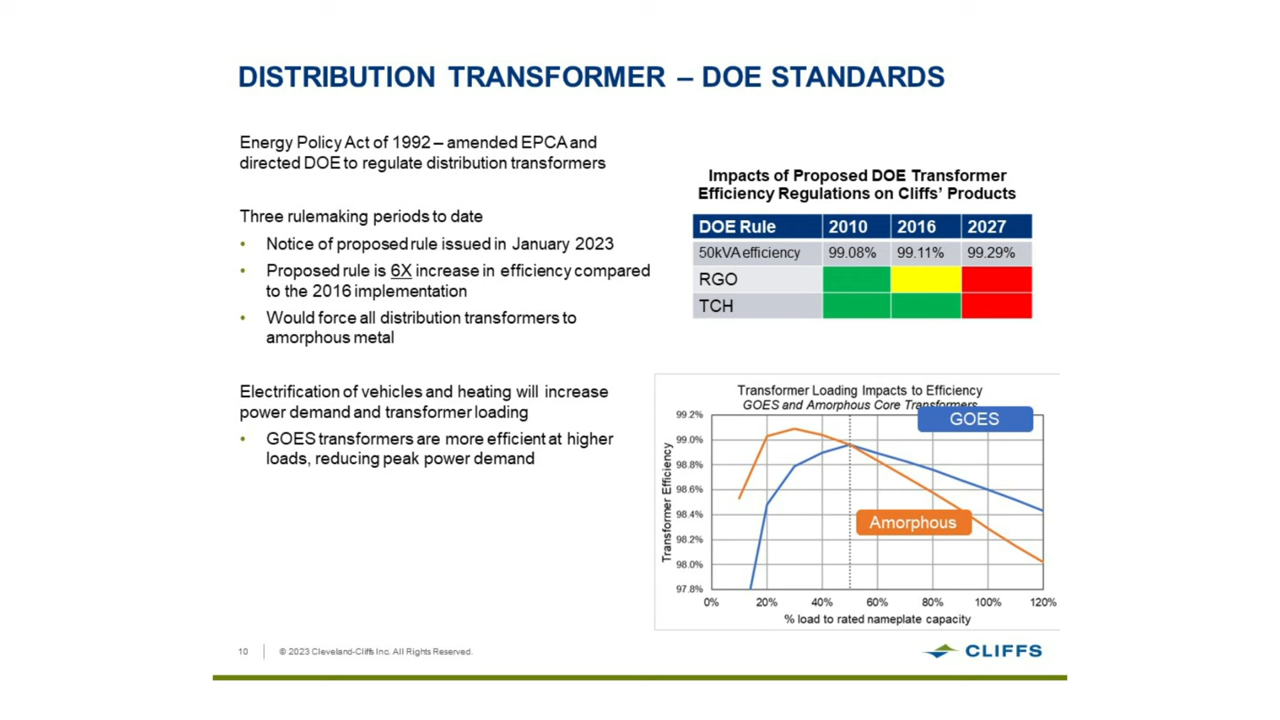 DISTRIBUTION TRANSFORMER – DOE STANDARDS
Energy Policy Act of 1992 – amended EPCA and
directed DOE to regulate distribution transformers
Three rulemaking periods to date
• Notice of proposed rule issued in January 2023
• Proposed rule is 6X increase in efficiency compared
to the 2016 implementation
• Would force all distribution transformers to
amorphous metal
Electrification of vehicles and heating will increase
power demand and transformer loading
• GOES transformers are more efficient at higher
loads, reducing peak power demand
Impacts of Proposed DOE Transformer
Efficiency Regulations on Cliffs' Products
DOE Rule 2010 2016 2027
50kVA efficiency 99.08% 99.11% 99.29%
RGO
TCH
Transformer Loading Impacts to Efficiency
GOES and Amorphous Core Transformers
GOES
Amorphous
Transformer Efficiency
99.2%
99.0%
98.8%
98.6%
98.4%
98.2%
98.0%
97.8%
0% 20% 40% 60% 80% 100% 120%
% load to rated nameplate capacity
10 © 2023 Cleveland-Cliffs Inc. All Rights Reserved.
CLIFFS